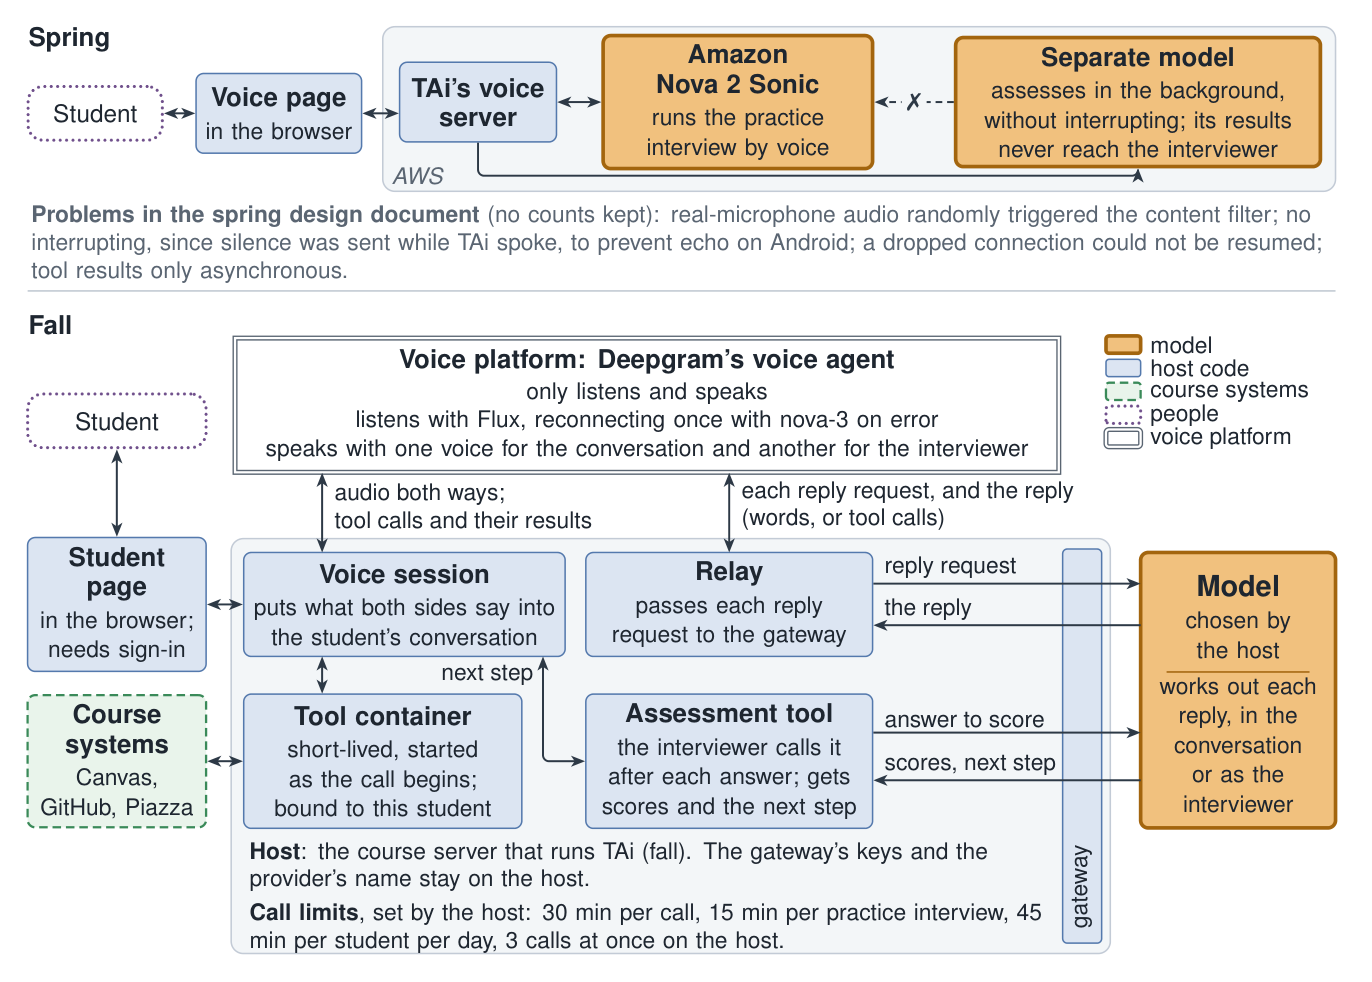 Spring
Student
Voice page
in the browser
TAi’s voice
server
AWS
Amazon
Nova 2 Sonic
runs the practice
interview by voice
✗
Separate model
assesses in the background,
without interrupting; its results
never reach the interviewer
Problems in the spring design document (no counts kept): real-microphone audio randomly triggered the content filter; no
interrupting, since silence was sent while TAi spoke, to prevent echo on Android; a dropped connection could not be resumed;
tool results only asynchronous.
Fall
Voice platform: Deepgram’s voice agent
only listens and speaks
listens with Flux, reconnecting once with nova-3 on error
speaks with one voice for the conversation and another for the interviewer
model
host code
course systems
people
voice platform
Student
audio both ways;
tool calls and their results
each reply request, and the reply
(words, or tool calls)
Student
page
in the browser;
needs sign-in
Voice session
puts what both sides say into
the student’s conversation
Relay
passes each reply
request to the gateway
reply request
the reply
Model
chosen by
the host
works out each
reply, in the
conversation
or as the
interviewer
next step
Course
systems
Canvas,
GitHub, Piazza
Tool container
short-lived, started
as the call begins;
bound to this student
Assessment tool
the interviewer calls it
after each answer; gets
scores and the next step
answer to score
scores, next step
gateway
Host: the course server that runs TAi (fall). The gateway’s keys and the
provider’s name stay on the host.
Call limits, set by the host: 30 min per call, 15 min per practice interview, 45
min per student per day, 3 calls at once on the host.